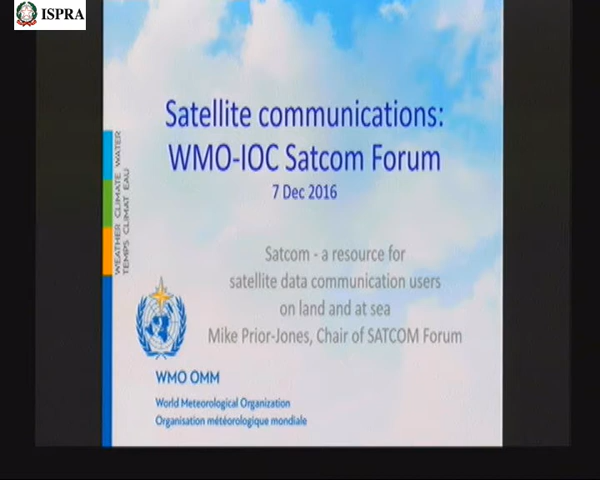 ISPRA
Satellite communications:
WMO-IOC Satcom Forum
7 Dec 2016
WEATHER CLIMATE WATER
TEMPS CLIMAT EAU
Satcom - a resource for
satellite data communication users
on land and at sea
Mike Prior-Jones, Chair of SATCOM Forum
WMO OMM
World Meteorological Organization
Organisation météorologique mondiale